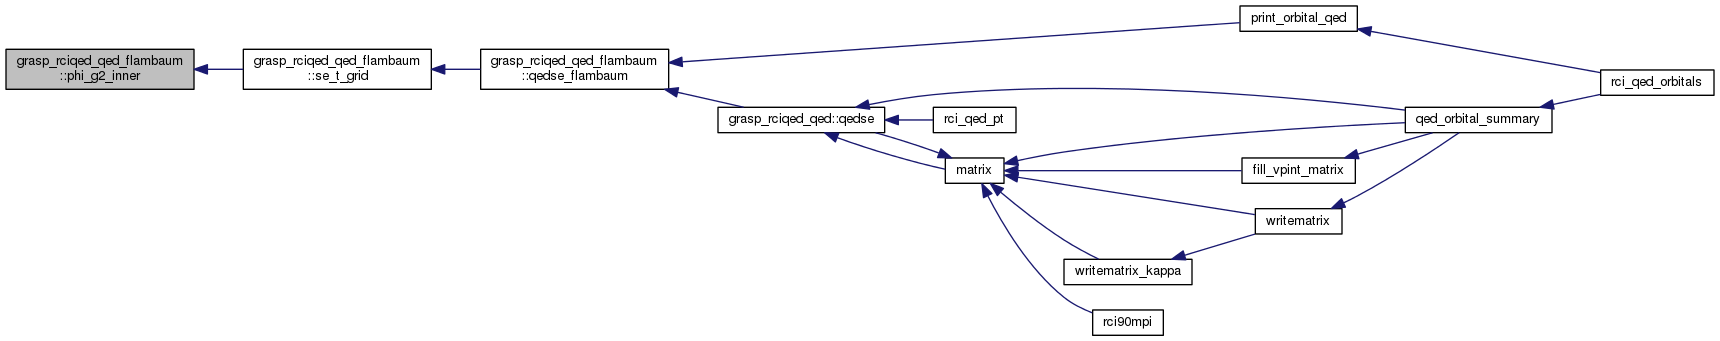 grasp_rciqed_qed_flambaum
::phi_g2_inner
grasp_rciqed_qed_flambaum
::se_t_grid
grasp_rciqed_qed_flambaum
::qedse_flambaum
print_orbital_qed
rci_qed_orbitals
grasp_rciqed_qed::qedse
rci_qed_pt
qed_orbital_summary
matrix
fill_vpint_matrix
writematrix
writematrix_kappa
rci90mpi